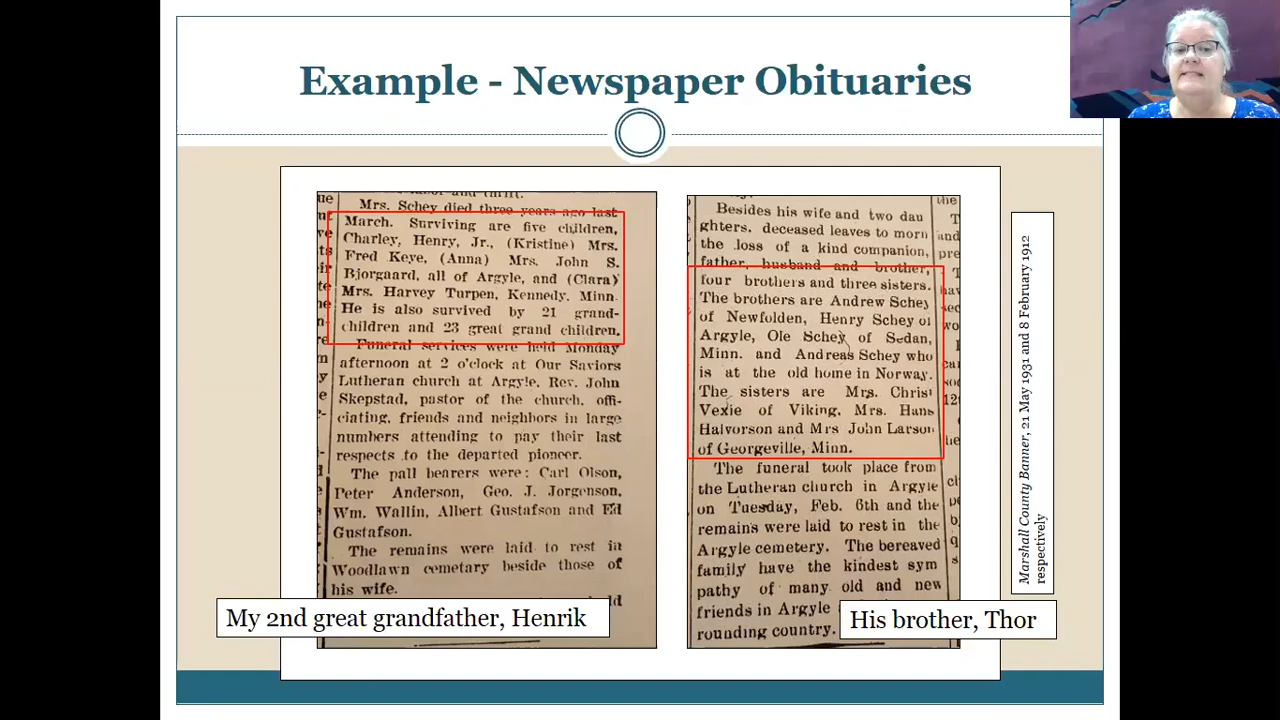 Example - Newspaper Obituaries
Mrs. Schey died three years ago last
March. Surviving are five children,
Charley, Henry, Jr., (Kristine) Mrs.
Fred Keye, (Anna) Mrs. John S.
Bjorgaard, all of Argyle, and (Clara)
Mrs. Harvey Turpen, Kennedy, Minn.
He is also survived by 21 grand-
children and 23 great grand children.
Funeral services were held Monday
afternoon at 2 o'clock at Our Saviors
Lutheran church at Argyle, Rev. John
Skepstad, pastor of the church, offi-
ciating, friends and neighbors in large
numbers attending to pay their last
respects to the departed pioneer.
The pall bearers were: Carl Olson,
Peter Anderson, Geo. J. Jorgenson,
Wm. Wallin, Albert Gustafson and Ed
Gustafson.
The remains were laid to rest in
Woodlawn cemetary beside those of
his wife.
My 2nd great grandfather, Henrik
Besides his wife and two dau
ghters, deceased leaves to morn
the loss of a kind companion,
father, husband and brother,
four brothers and three sisters.
The brothers are Andrew Schey
of Newfolden, Henry Schey of
Argyle, Ole Schey of Sedan,
Minn. and Andreas Schey who
is at the old home in Norway.
The sisters are Mrs. Christ
Vexie of Viking, Mrs. Hans
Halvorson and Mrs John Larson
of Georgeville, Minn.
The funeral took place from
the Lutheran church in Argyle
on Tuesday, Feb. 6th and the
remains were laid to rest in the
Argyle cemetery. The bereaved
family have the kindest sym
pathy of many old and new
friends in Argyle
rounding country.
His brother, Thor
Marshall County Banner, 21 May 1931 and 8 February 1912
respectively